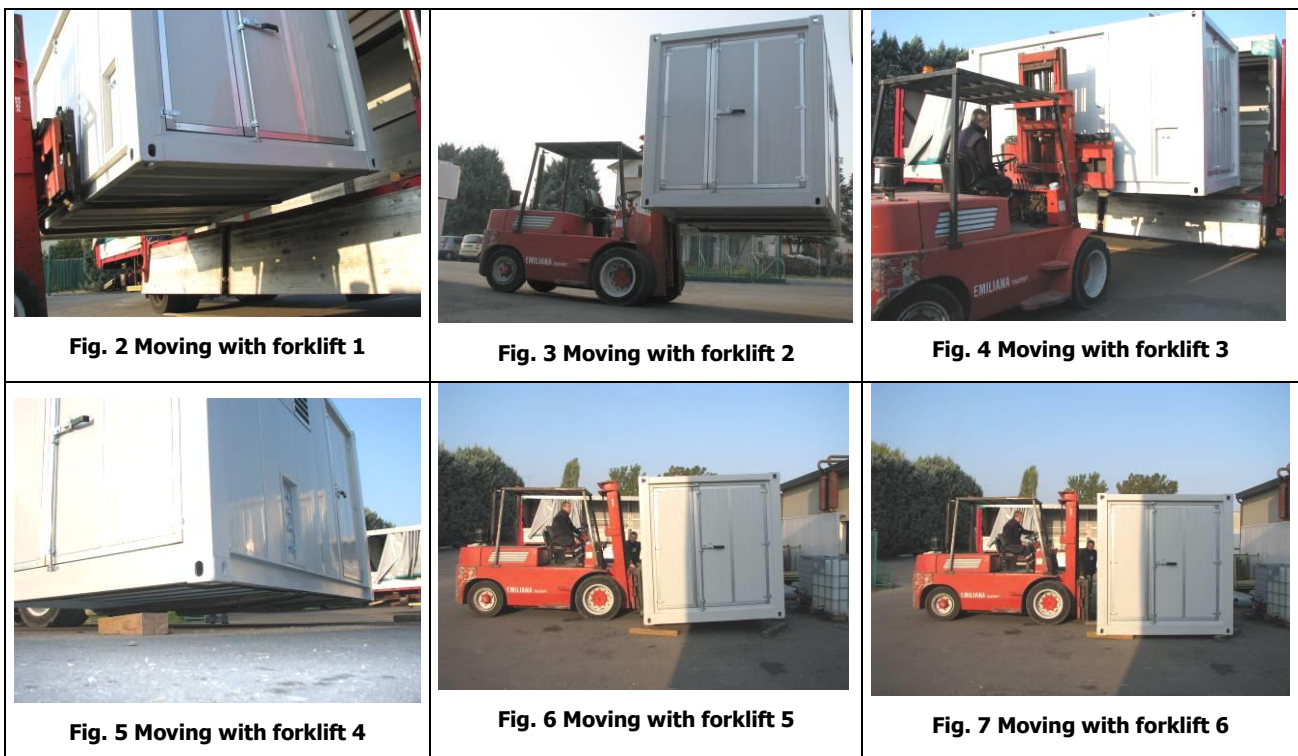 EMILIANA TRASPORTI
EMILIANA TRASPORTI
Fig. 2 Moving with forklift 1
Fig. 3 Moving with forklift 2
Fig. 4 Moving with forklift 3
EMILIANA
EMILIANA
Fig. 5 Moving with forklift 4
Fig. 6 Moving with forklift 5
Fig. 7 Moving with forklift 6